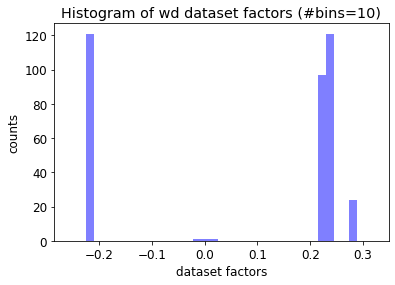 Histogram of wd dataset factors (#bins=10)
counts
120
100
80
60
40
20
0
−0.2 −0.1 0.0 0.1 0.2 0.3
dataset factors